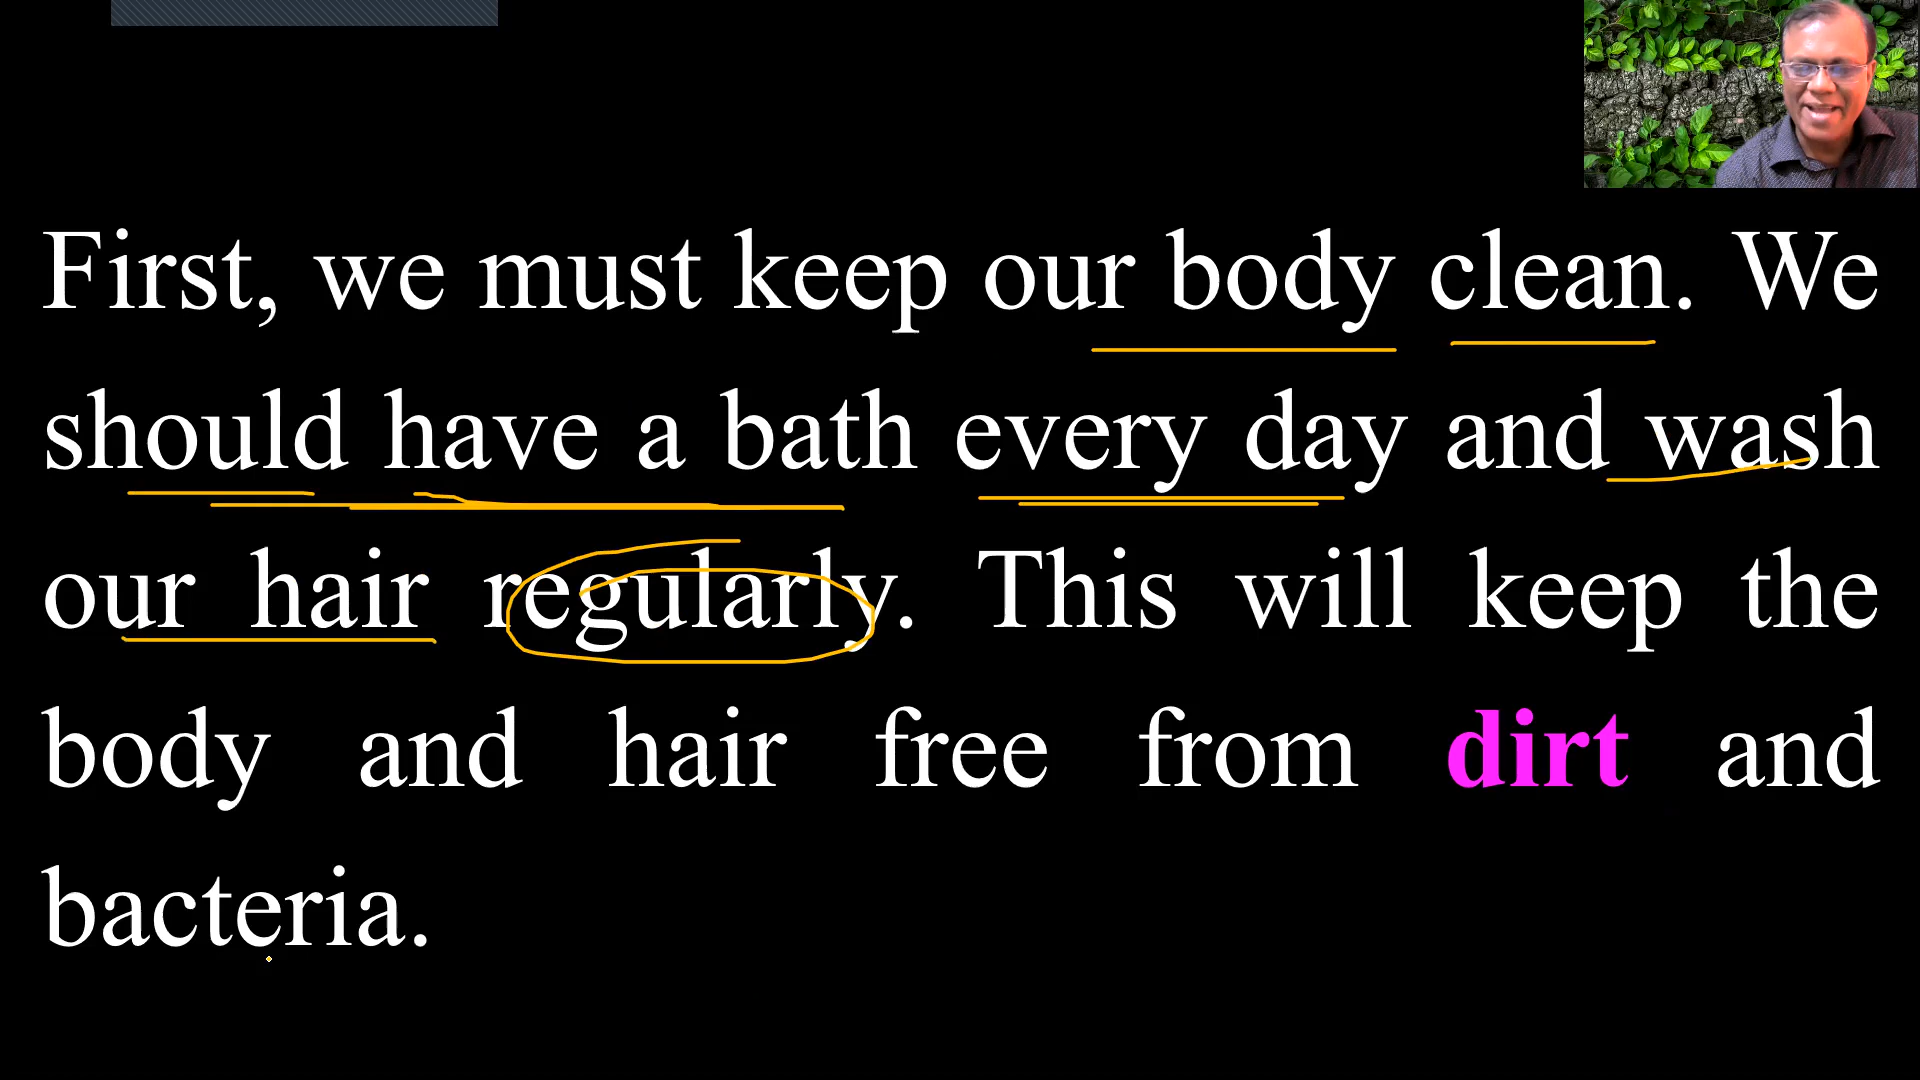 First, we must keep our body clean. We
should have a bath every day and wash
our hair regularly. This will keep the
body and hair free from dirt and
bacteria.